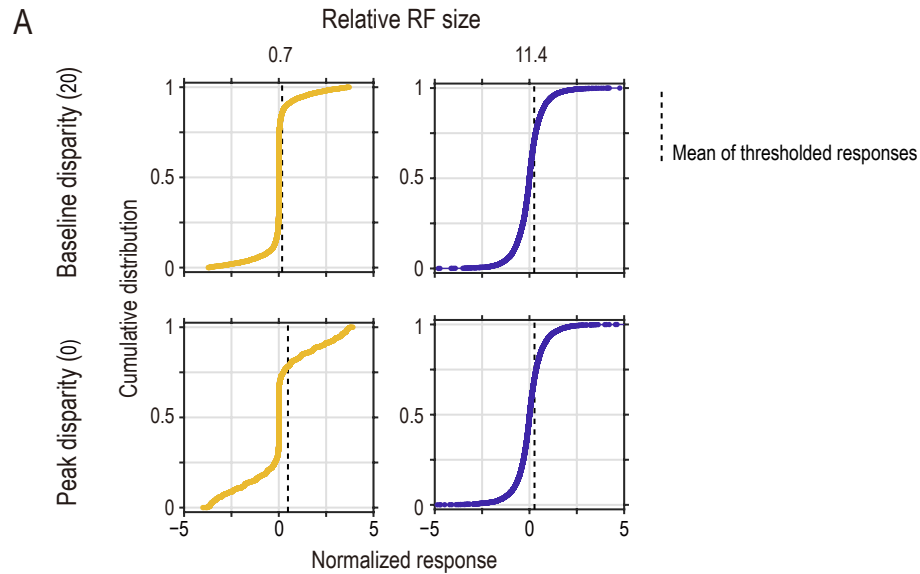 A
Relative RF size
0.7
11.4
Baseline disparity (20)
Peak disparity (0)
Cumulative distribution
1
0.5
0
1
0.5
0
Mean of thresholded responses
1
0.5
0
1
0.5
0
−5
0
5
−5
0
5
Normalized response